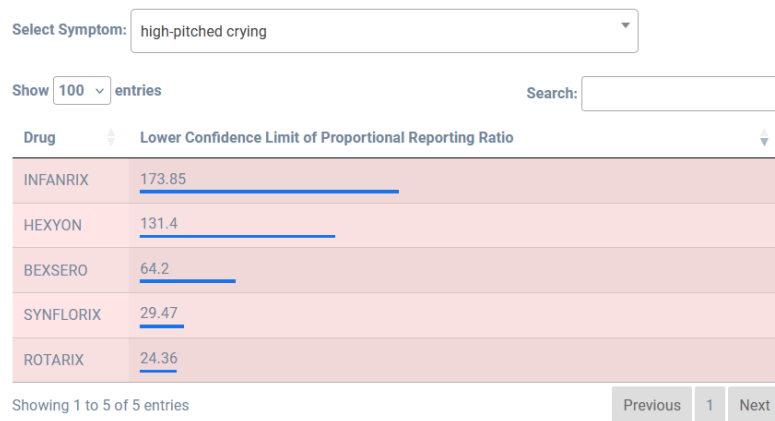 Select Symptom: high-pitched crying
Show 100 entries Search:
Drug Lower Confidence Limit of Proportional Reporting Ratio
INFANRIX 173.85
HEXYON 131.4
BEXSERO 64.2
SYNFLORIX 29.47
ROTARIX 24.36
Showing 1 to 5 of 5 entries Previous 1 Next